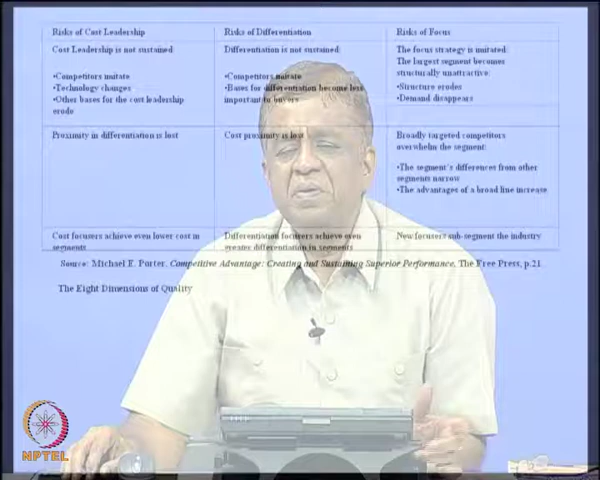 Risks of Cost Leadership
Risks of Differentiation
Risks of Focus
Cost Leadership is not sustained:
•Competitors imitate
•Technology changes
•Other bases for the cost leadership
erode
Differentiation is not sustained:
•Competitors imitate
•Bases for differentiation become less
important to buyers
The focus strategy is imitated:
The largest segment becomes
structurally unattractive:
•Structure erodes
•Demand disappears
Proximity in differentiation is lost
Cost proximity is lost
Broadly targeted competitors
overwhelm the segment:
•The segment's differences from other
segments narrow
•The advantages of a broad line increase
Cost focusers achieve even lower cost in
segments
Differentiation focusers achieve even
greater differentiation in segments
New focusers sub-segment the industry
Source: Michael E. Porter, Competitive Advantage: Creating and Sustaining Superior Performance, The Free Press, p.21
The Eight Dimensions of Quality
NPTEL